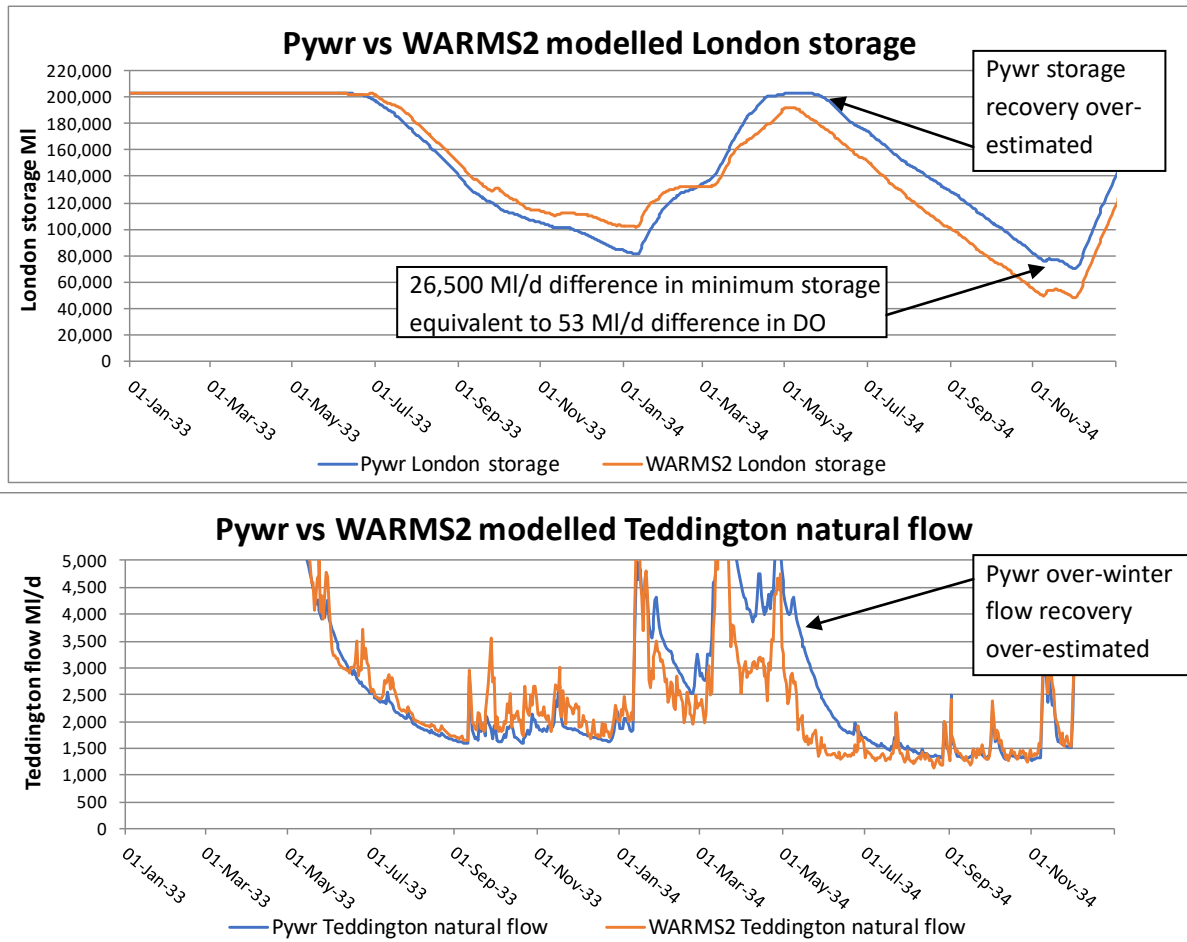 Pywr vs WARMS2 modelled London storage
London storage Ml
220,000
200,000
180,000
160,000
140,000
120,000
100,000
80,000
60,000
40,000
20,000
0
Pywr storage
recovery over-
estimated
26,500 Ml/d difference in minimum storage
equivalent to 53 Ml/d difference in DO
01-Jan-33
01-Mar-33
01-May-33
01-Jul-33
01-Sep-33
01-Nov-33
01-Jan-34
01-Mar-34
01-May-34
01-Jul-34
01-Sep-34
01-Nov-34
Pywr London storage
WARMS2 London storage
Pywr vs WARMS2 modelled Teddington natural flow
Teddington flow Ml/d
5,000
4,500
4,000
3,500
3,000
2,500
2,000
1,500
1,000
500
0
Pywr over-winter
flow recovery
over-estimated
01-Jan-33
01-Mar-33
01-May-33
01-Jul-33
01-Sep-33
01-Nov-33
01-Jan-34
01-Mar-34
01-May-34
01-Jul-34
01-Sep-34
01-Nov-34
Pywr Teddington natural flow
WARMS2 Teddington natural flow